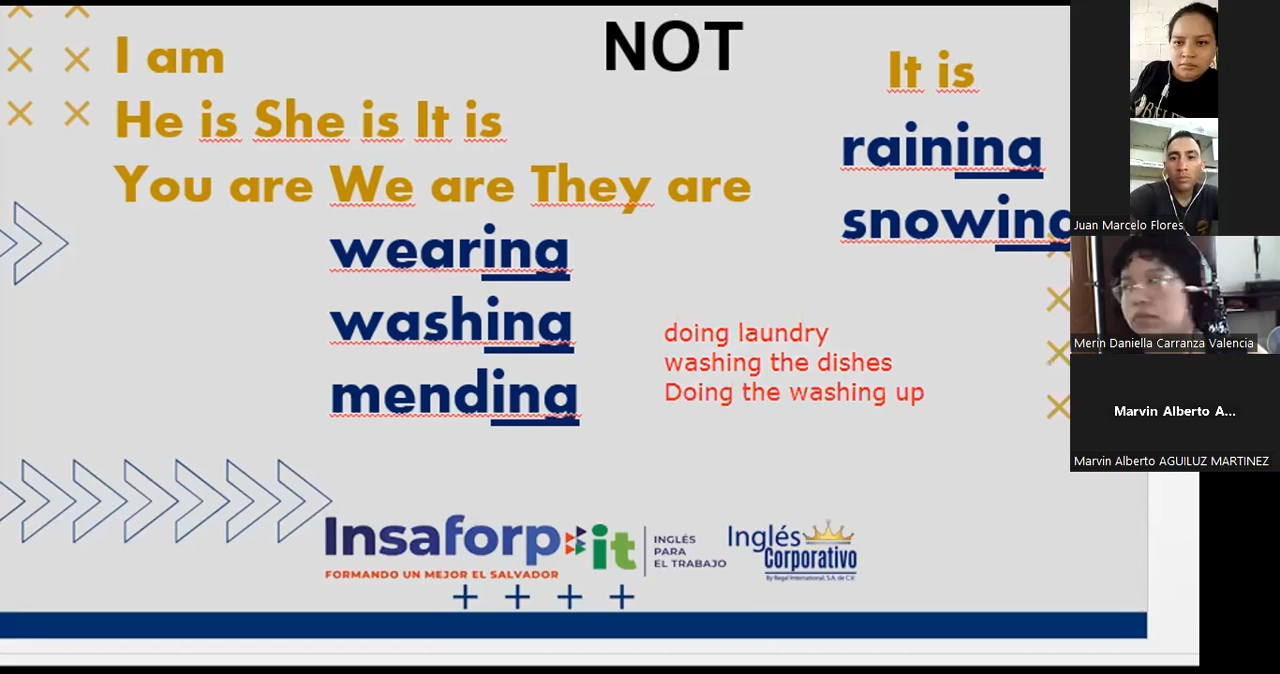 I am
He is She is It is
You are We are They are
NOT
It is
raining
snowing
wearing
washing
mending
doing laundry
washing the dishes
Doing the washing up
Insaforp it
FORMANDO UN MEJOR EL SALVADOR
INGLÉS
PARA
EL TRABAJO
Inglés
Corporativo
By Regal International, S.A. de C.V.
Juan Marcelo Flores
Merin Daniella Carranza Valencia
Marvin Alberto A...
Marvin Alberto AGUILUZ MARTINEZ